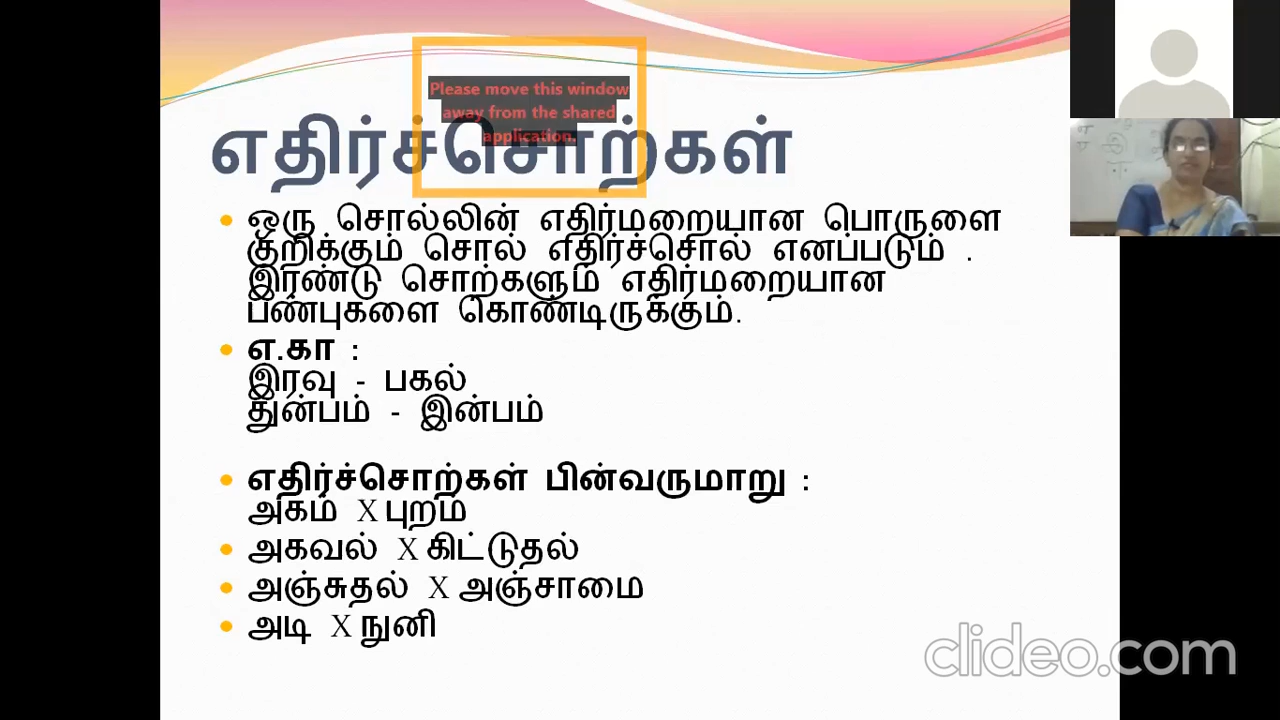 Please move this window
away from the shared
application.
எதிர்ச்சொற்கள்
ஒரு சொல்லின் எதிர்மறையான பொருளை
குறிக்கும் சொல் எதிர்ச்சொல் எனப்படும் .
இரண்டு சொற்களும் எதிர்மறையான
பண்புகளை கொண்டிருக்கும்.
எ.கா :
இரவு - பகல்
துன்பம் - இன்பம்
எதிர்ச்சொற்கள் பின்வருமாறு :
அகம் X புறம்
அகவல் X கிட்டுதல்
அஞ்சுதல் X அஞ்சாமை
அடி X நுனி
clideo.com